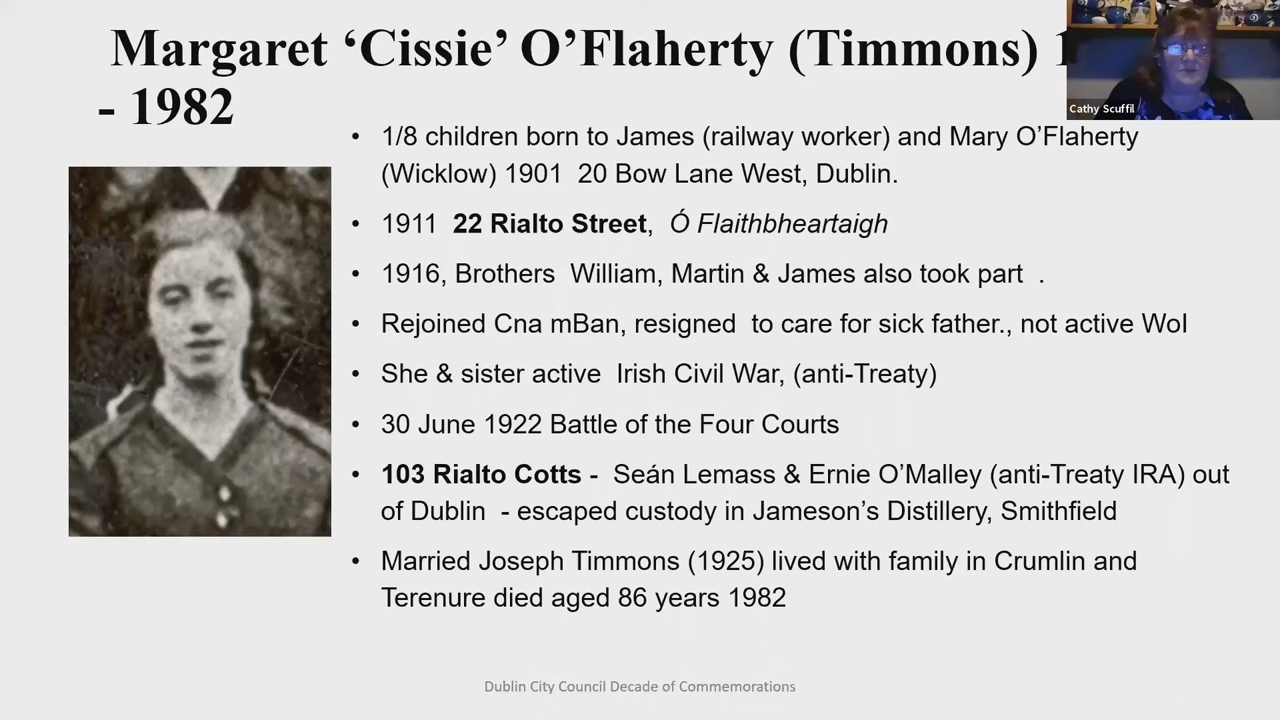 Margaret ‘Cissie’ O’Flaherty (Timmons) 1
- 1982
Cathy Scuffil
• 1/8 children born to James (railway worker) and Mary O’Flaherty
(Wicklow) 1901 20 Bow Lane West, Dublin.
• 1911 22 Rialto Street, Ó Flaithbheartaigh
• 1916, Brothers William, Martin & James also took part .
• Rejoined Cna mBan, resigned to care for sick father., not active WoI
• She & sister active Irish Civil War, (anti-Treaty)
• 30 June 1922 Battle of the Four Courts
• 103 Rialto Cotts - Seán Lemass & Ernie O’Malley (anti-Treaty IRA) out
of Dublin - escaped custody in Jameson’s Distillery, Smithfield
• Married Joseph Timmons (1925) lived with family in Crumlin and
Terenure died aged 86 years 1982
Dublin City Council Decade of Commemorations